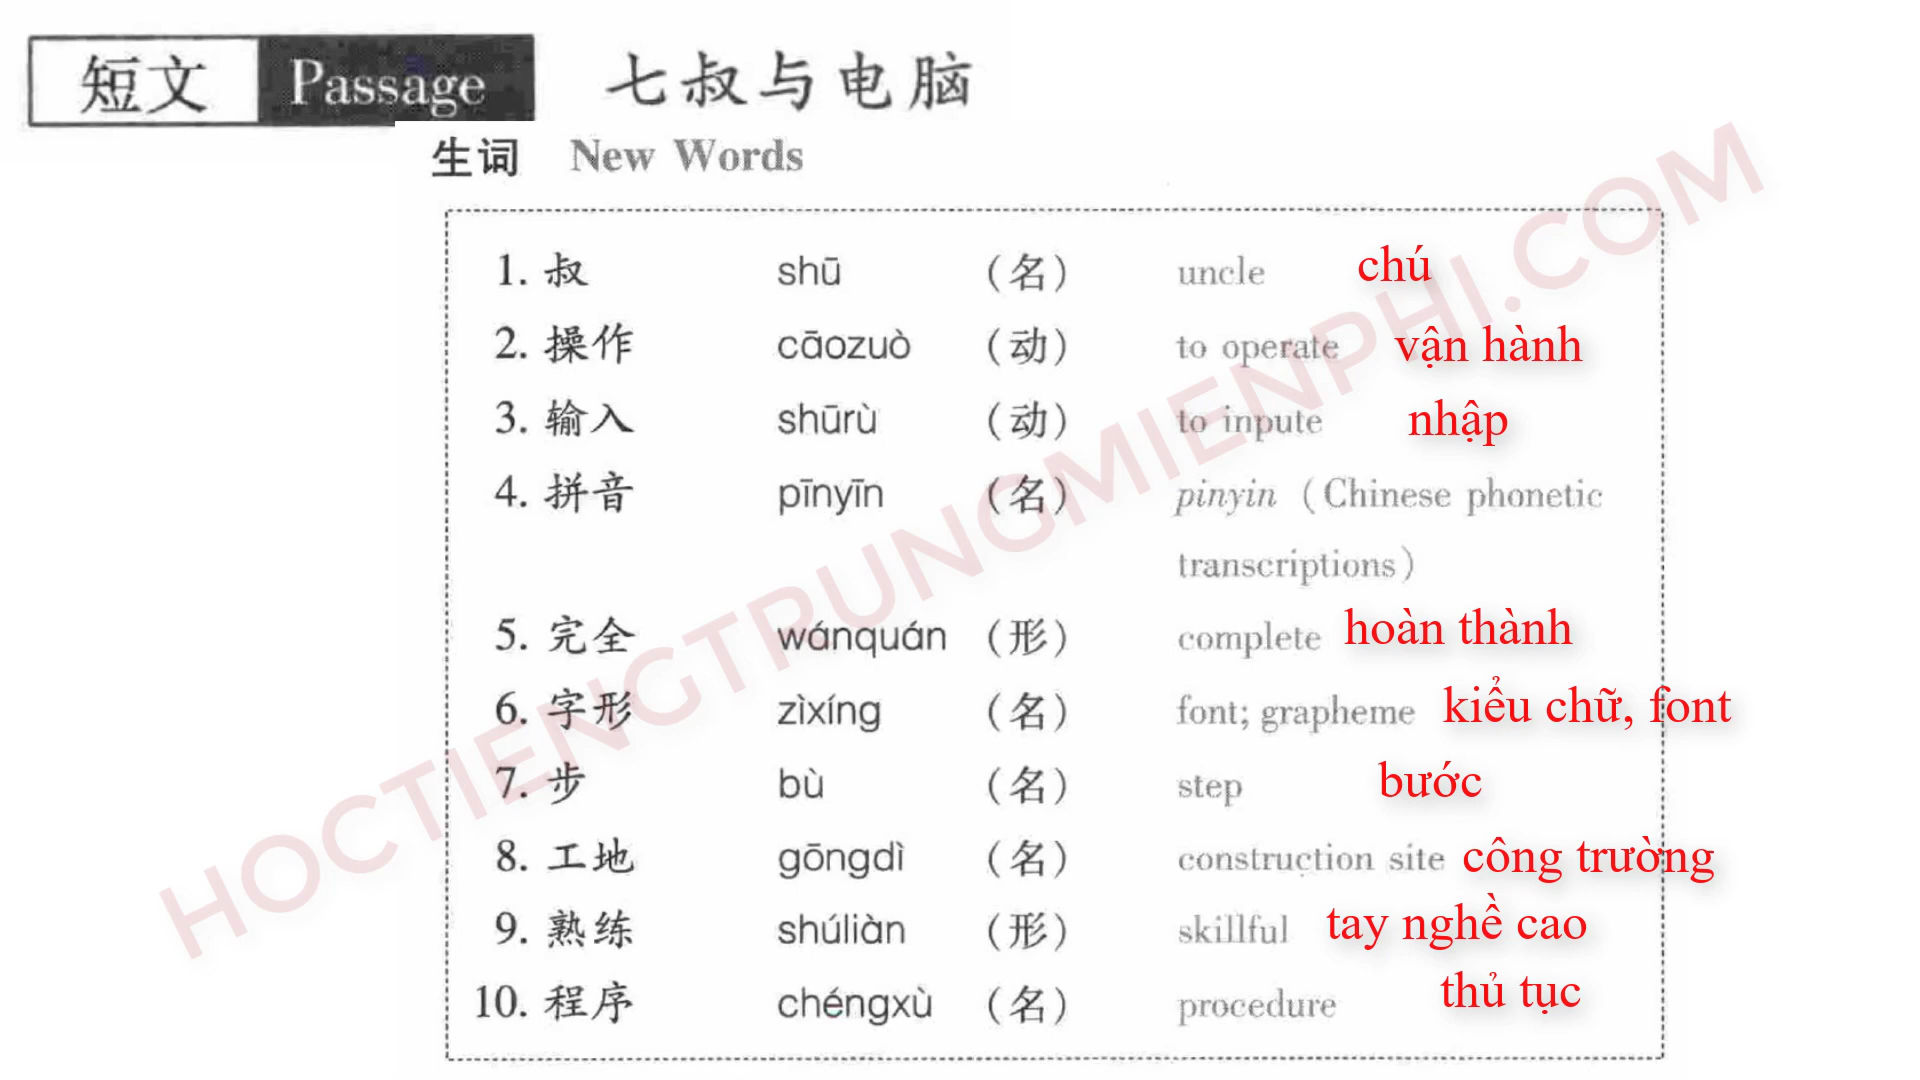 短文 Passage 七叔与电脑
生词 New Words
1. 叔 shū （名） uncle chú
2. 操作 cāozuò （动） to operate vận hành
3. 输入 shūrù （动） to inpute nhập
4. 拼音 pīnyīn （名） pinyin （Chinese phonetic
transcriptions）
5. 完全 wánquán （形） complete hoàn thành
6. 字形 zìxíng （名） font; grapheme kiểu chữ, font
7. 步 bù （名） step bước
8. 工地 gōngdì （名） construction site công trường
9. 熟练 shúliàn （形） skillful tay nghề cao
10. 程序 chéngxù （名） procedure thủ tục
HOCTIENGTRUNGMIENPHI.COM